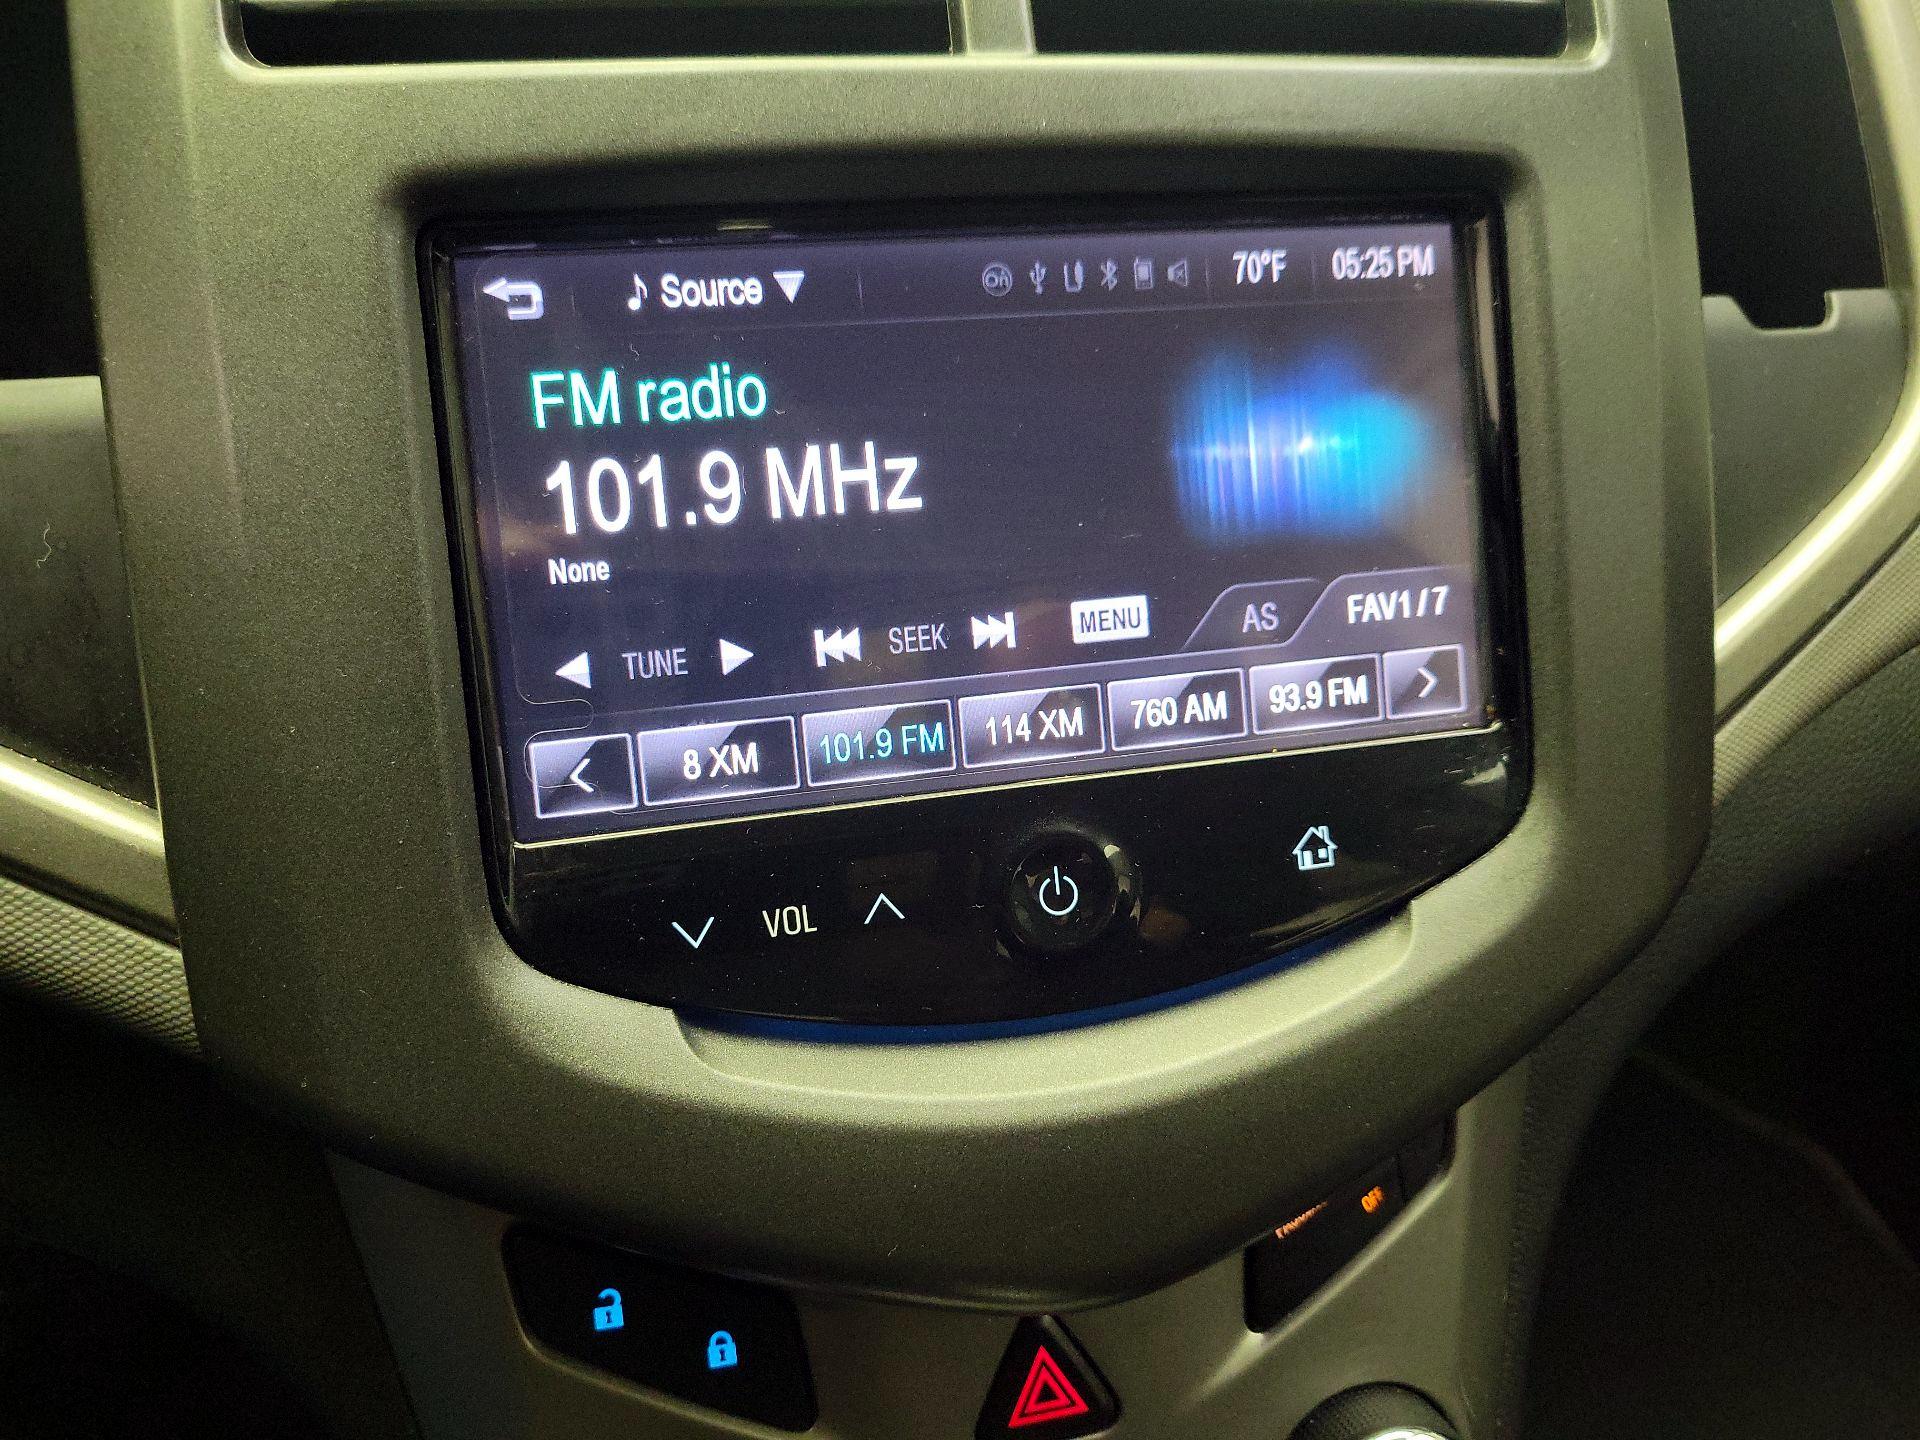 Source 70°F 05:25 PM
FM radio
101.9 MHz
None
TUNE SEEK MENU AS FAV1/7
< 8 XM 101.9 FM 114 XM 760 AM 93.9 FM >
VOL
OFF